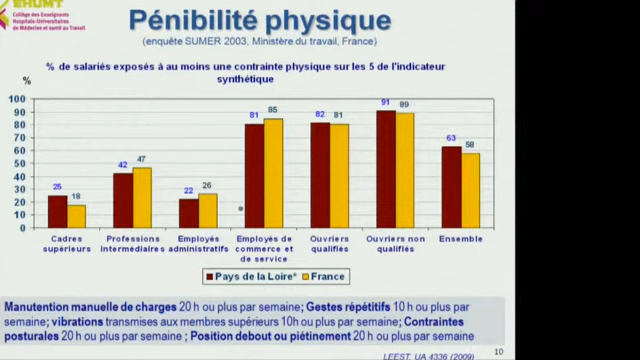 EHUMT
Collège des Enseignants
Hospitalo-Universitaires
de Médecine et santé au Travail
Pénibilité physique
(enquête SUMER 2003, Ministère du travail, France)
% de salariés exposés à au moins une contrainte physique sur les 5 de l'indicateur
synthétique
%
100
90
80
70
60
50
40
30
20
10
0
25 18 42 47 22 26 81 85 82 81 91 89 63 58
Cadres supérieurs
Professions intermédiaires
Employés administratifs
Employés de commerce et de service
Ouvriers qualifiés
Ouvriers non qualifiés
Ensemble
Pays de la Loire* France
Manutention manuelle de charges 20 h ou plus par semaine; Gestes répétitifs 10 h ou plus par
semaine; vibrations transmises aux membres supérieurs 10h ou plus par semaine; Contraintes
posturales 20 h ou plus par semaine ; Position debout ou piétinement 20 h ou plus par semaine
LEEST. UA 4336 (2009)
10